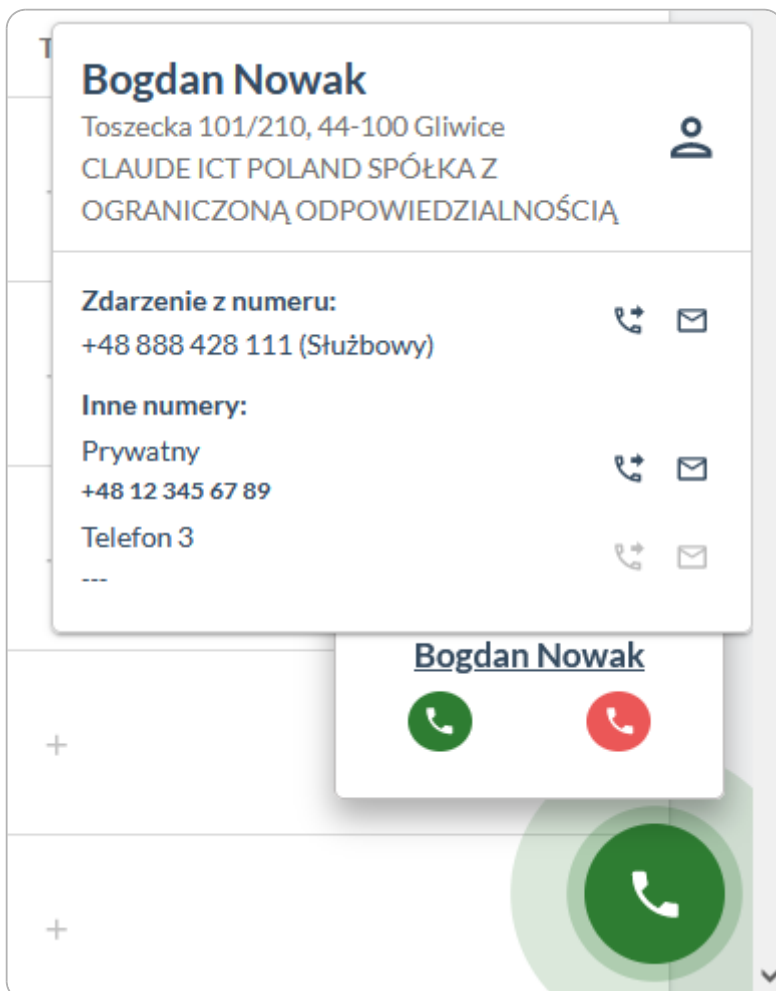 T
Bogdan Nowak
Toszecka 101/210, 44-100 Gliwice
CLAUDE ICT POLAND SPÓŁKA Z
OGRANICZONĄ ODPOWIEDZIALNOŚCIĄ
Zdarzenie z numeru:
+48 888 428 111 (Służbowy)
Inne numery:
Prywatny
+48 12 345 67 89
Telefon 3
---
Bogdan Nowak
+
+